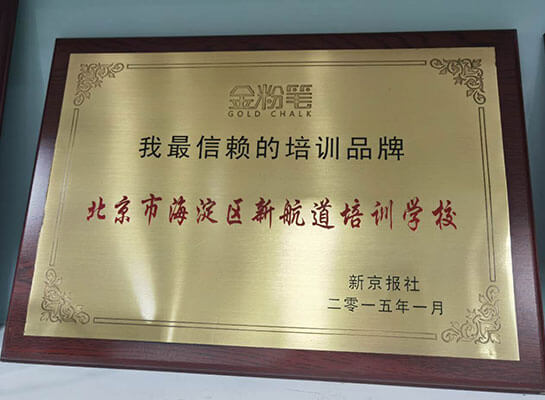 金粉笔
GOLD CHALK
我最信赖的培训品牌
北京市海淀区新航道培训学校
新京报社
二零一五年一月